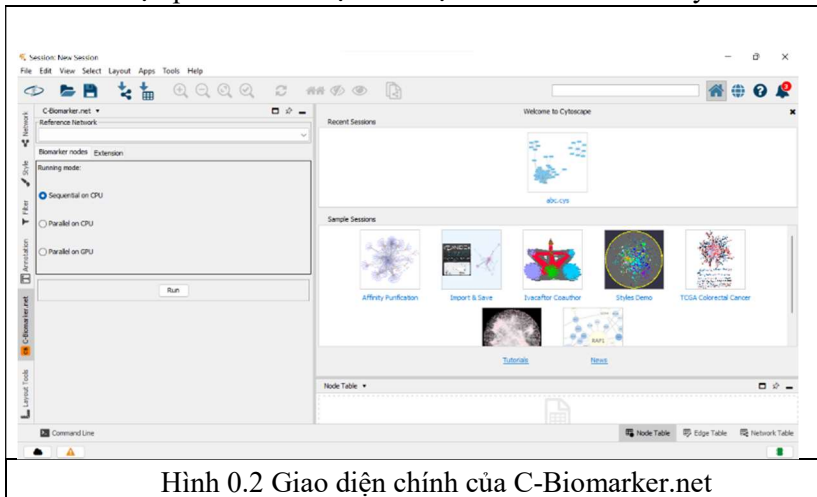 Session: New Session
File Edit View Select Layout Apps Tools Help
C-Biomarker.net
Reference Network
Biomarker nodes Extension
Running mode:
Sequential on CPU
Parallel on CPU
Parallel on GPU
Run
Network
Style
Filter
Annotation
C-Biomarker.net
Layout Tools
Welcome to Cytoscape
Recent Sessions
abc.cys
Sample Sessions
Affinity Purification Import & Save Ivacaftor Coauthor Styles Demo TCGA Colorectal Cancer
RAP1
Tutorials News
Node Table
Command Line
Node Table Edge Table Network Table
Hình 0.2 Giao diện chính của C-Biomarker.net